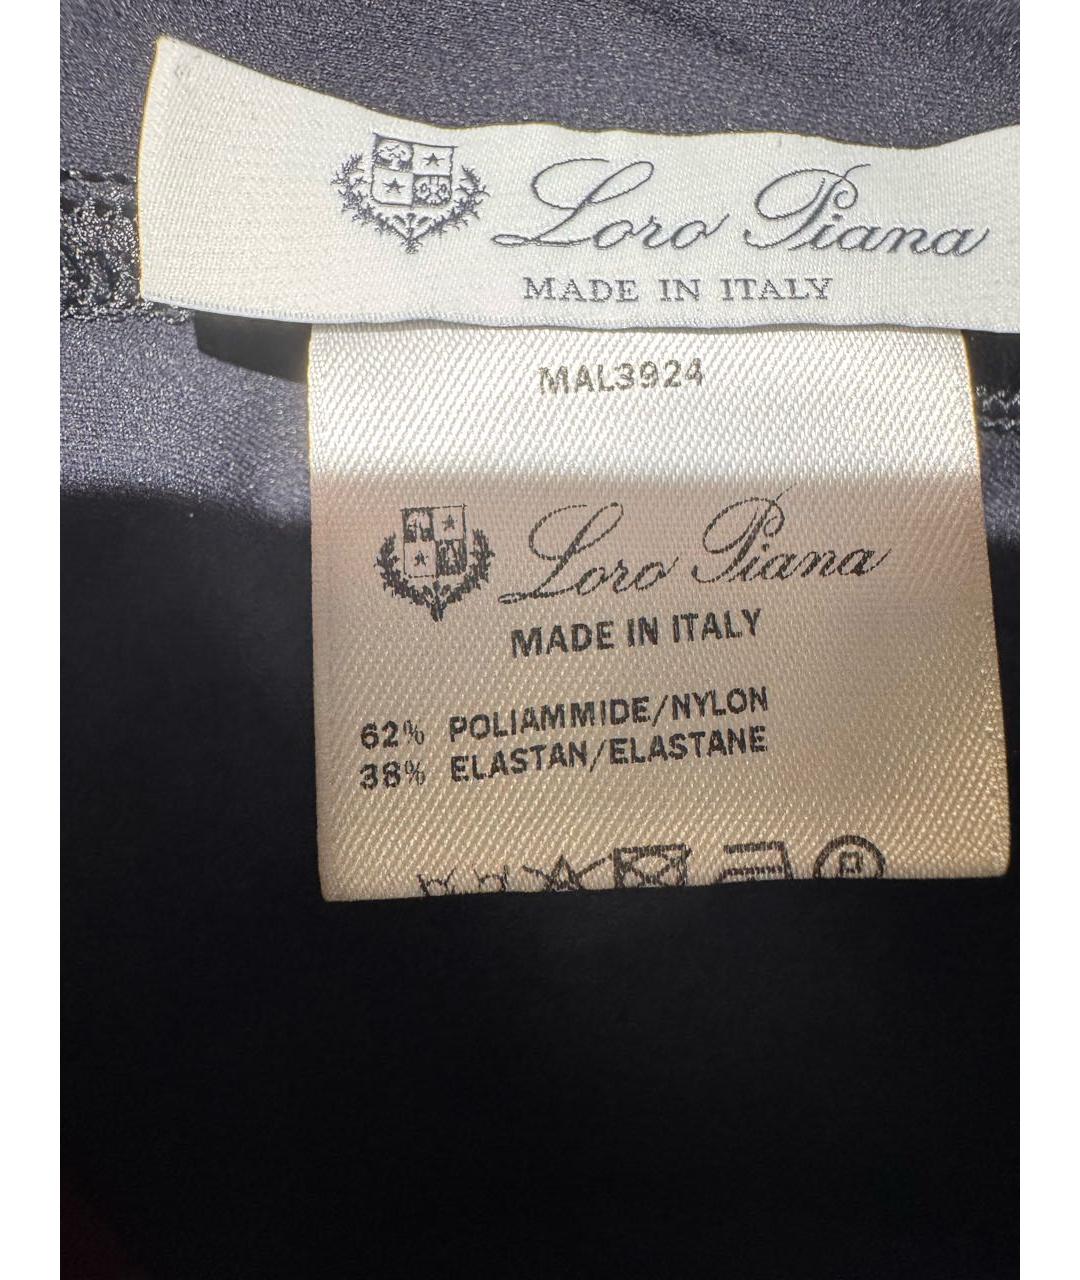 Loro Piana
MADE IN ITALY
MAL3924
Loro Piana
MADE IN ITALY
62% POLIAMMIDE/NYLON
38% ELASTAN/ELASTANE